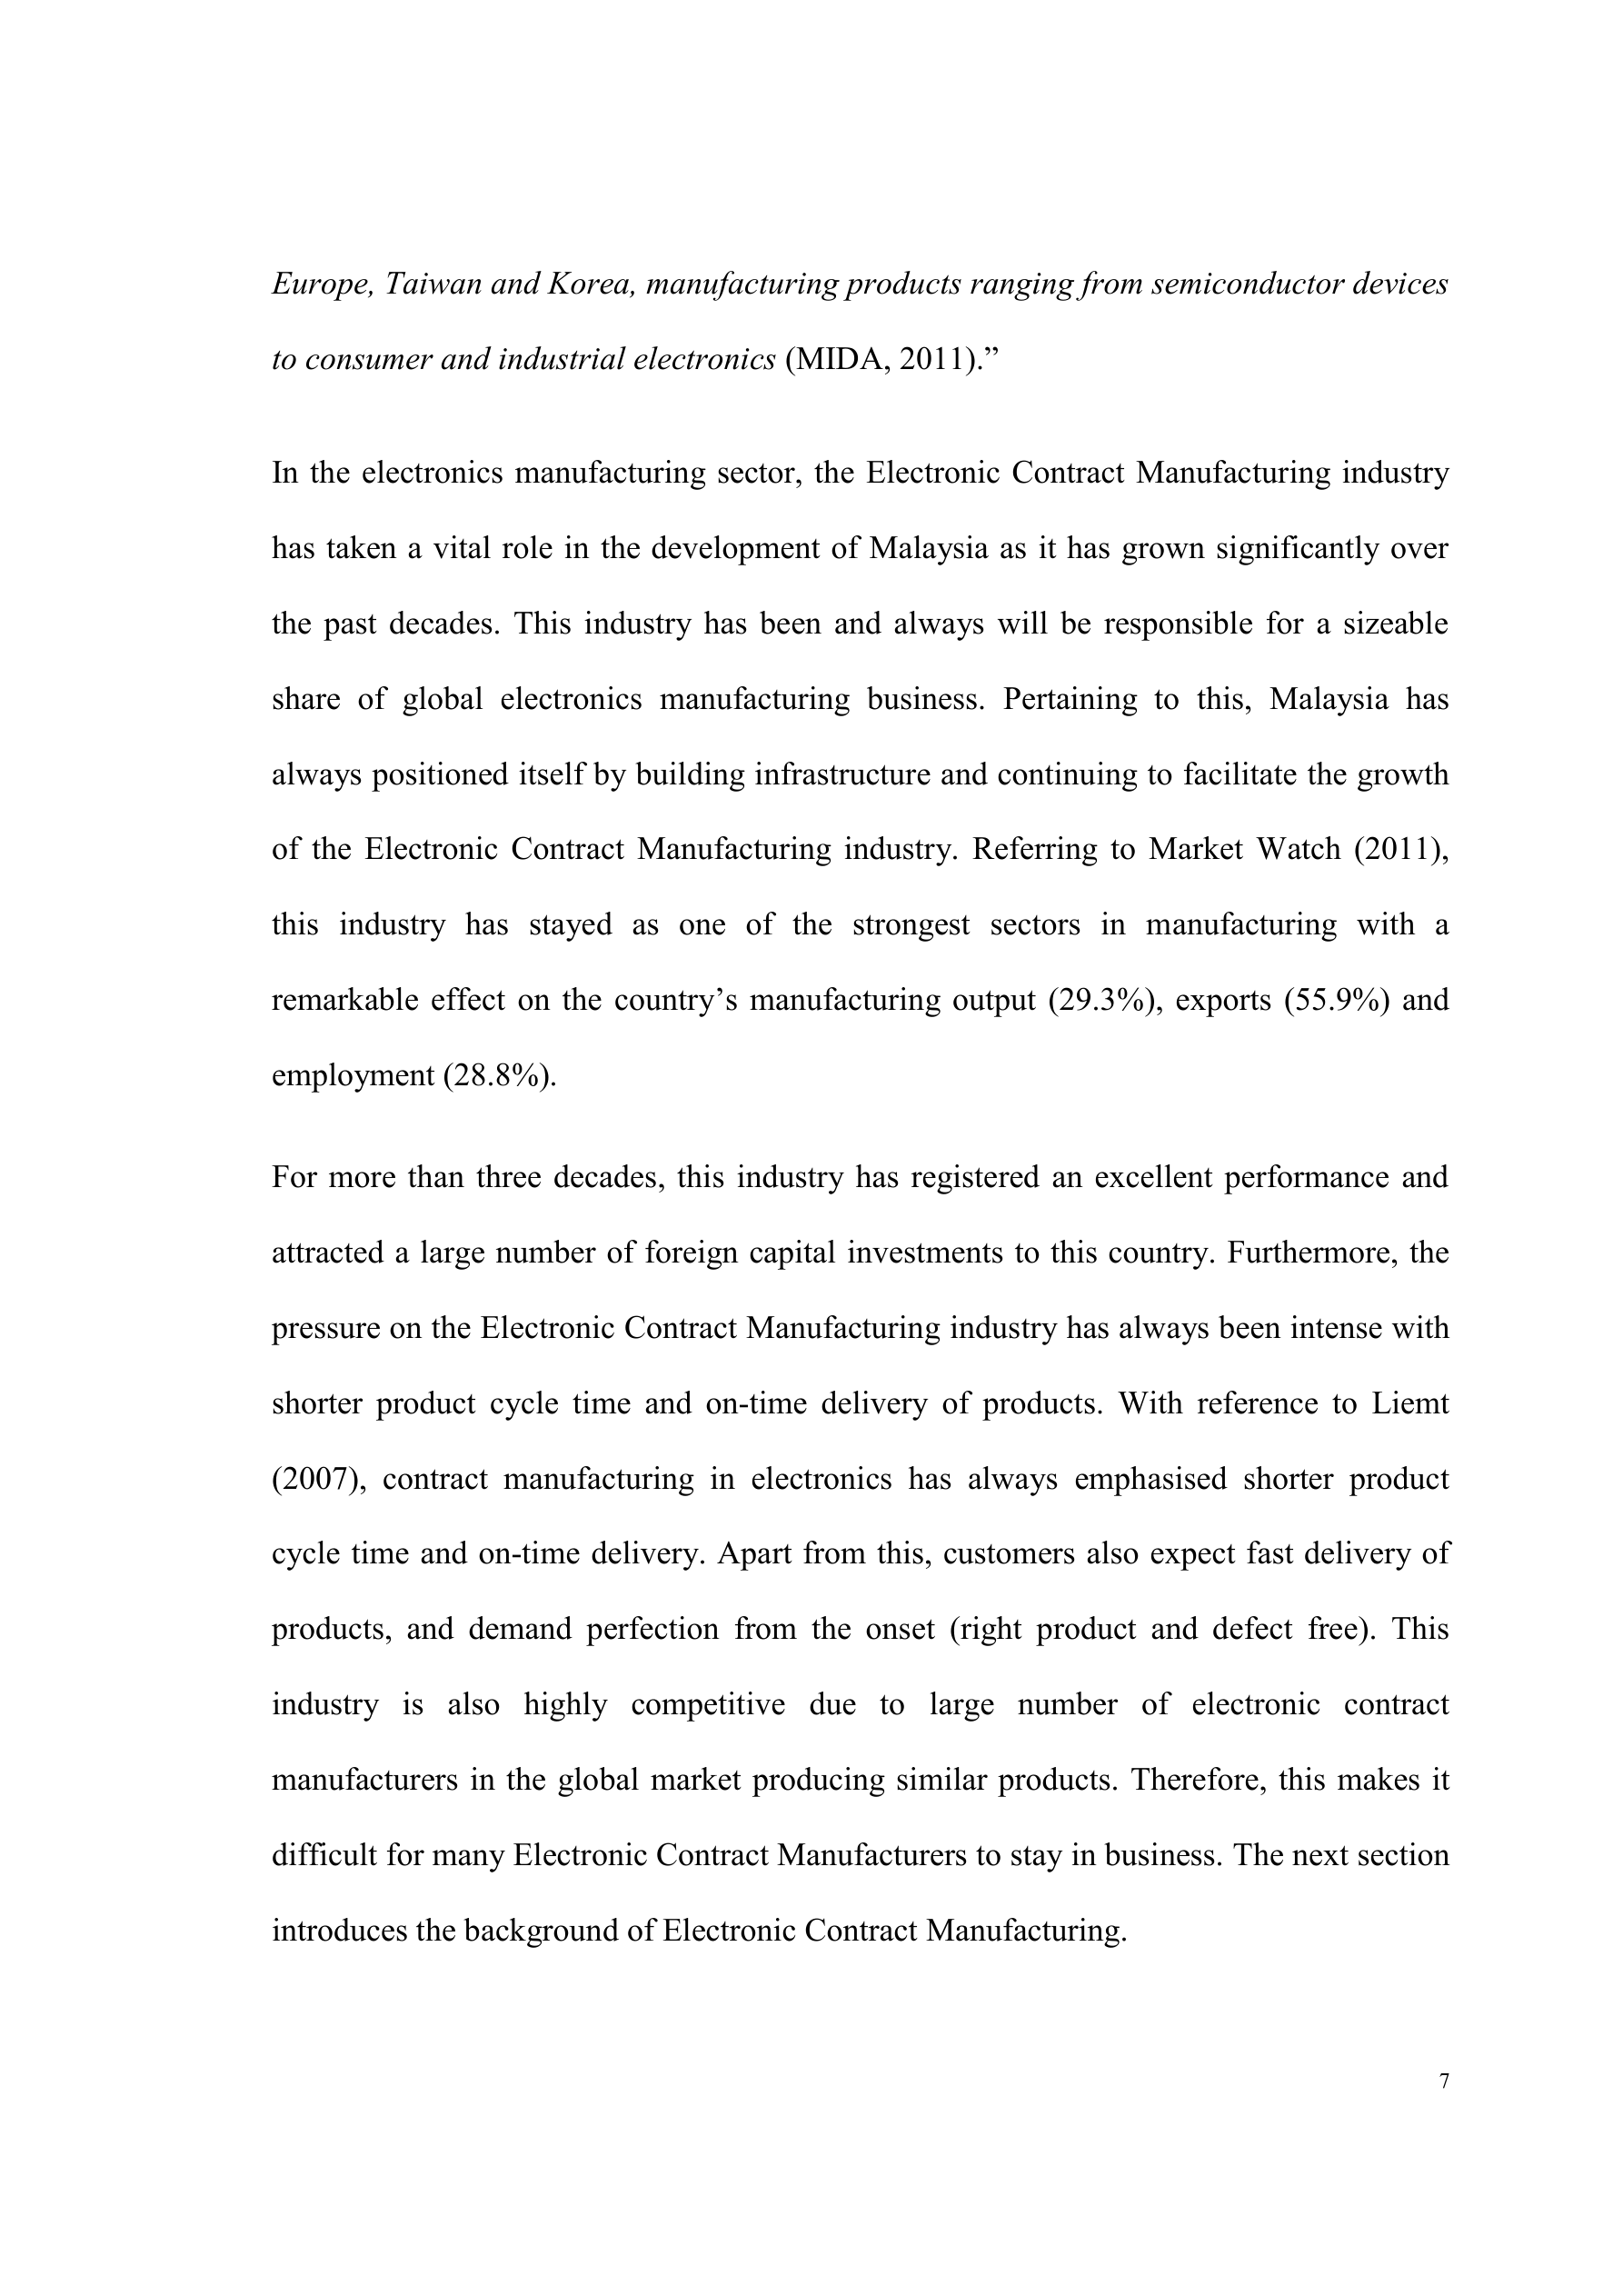 Europe, Taiwan and Korea, manufacturing products ranging from semiconductor devices
to consumer and industrial electronics (MIDA, 2011).”
In the electronics manufacturing sector, the Electronic Contract Manufacturing industry
has taken a vital role in the development of Malaysia as it has grown significantly over
the past decades. This industry has been and always will be responsible for a sizeable
share of global electronics manufacturing business. Pertaining to this, Malaysia has
always positioned itself by building infrastructure and continuing to facilitate the growth
of the Electronic Contract Manufacturing industry. Referring to Market Watch (2011),
this industry has stayed as one of the strongest sectors in manufacturing with a
remarkable effect on the country’s manufacturing output (29.3%), exports (55.9%) and
employment (28.8%).
For more than three decades, this industry has registered an excellent performance and
attracted a large number of foreign capital investments to this country. Furthermore, the
pressure on the Electronic Contract Manufacturing industry has always been intense with
shorter product cycle time and on-time delivery of products. With reference to Liemt
(2007), contract manufacturing in electronics has always emphasised shorter product
cycle time and on-time delivery. Apart from this, customers also expect fast delivery of
products, and demand perfection from the onset (right product and defect free). This
industry is also highly competitive due to large number of electronic contract
manufacturers in the global market producing similar products. Therefore, this makes it
difficult for many Electronic Contract Manufacturers to stay in business. The next section
introduces the background of Electronic Contract Manufacturing.
7